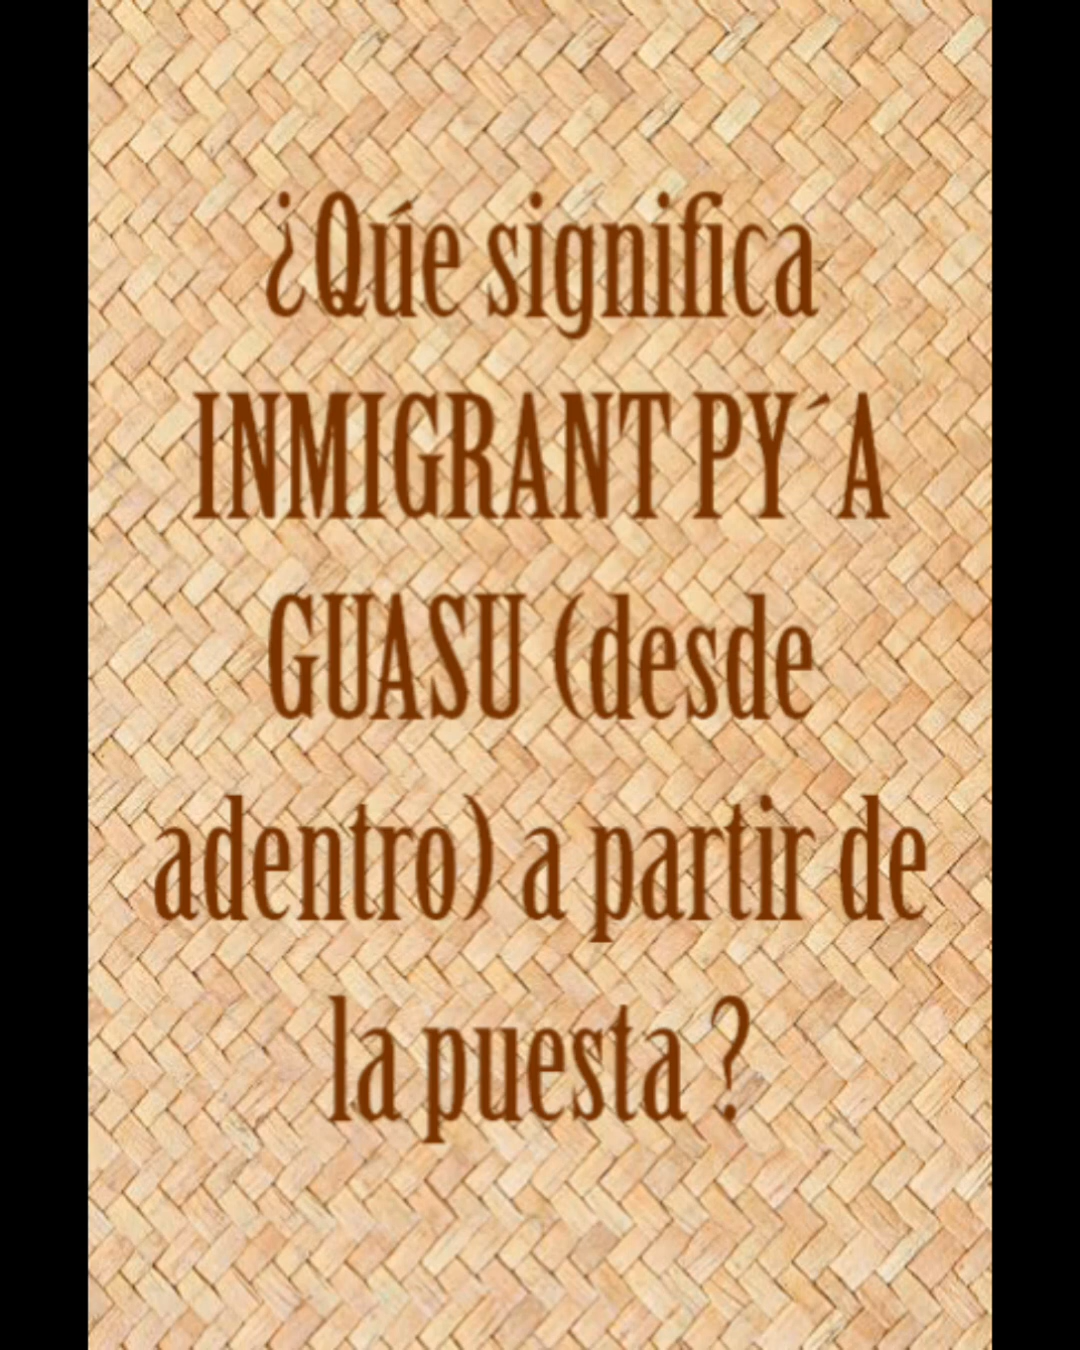 ¿Qúe significa
INMIGRANT PY´A
GUASU (desde
adentro) a partir de
la puesta ?